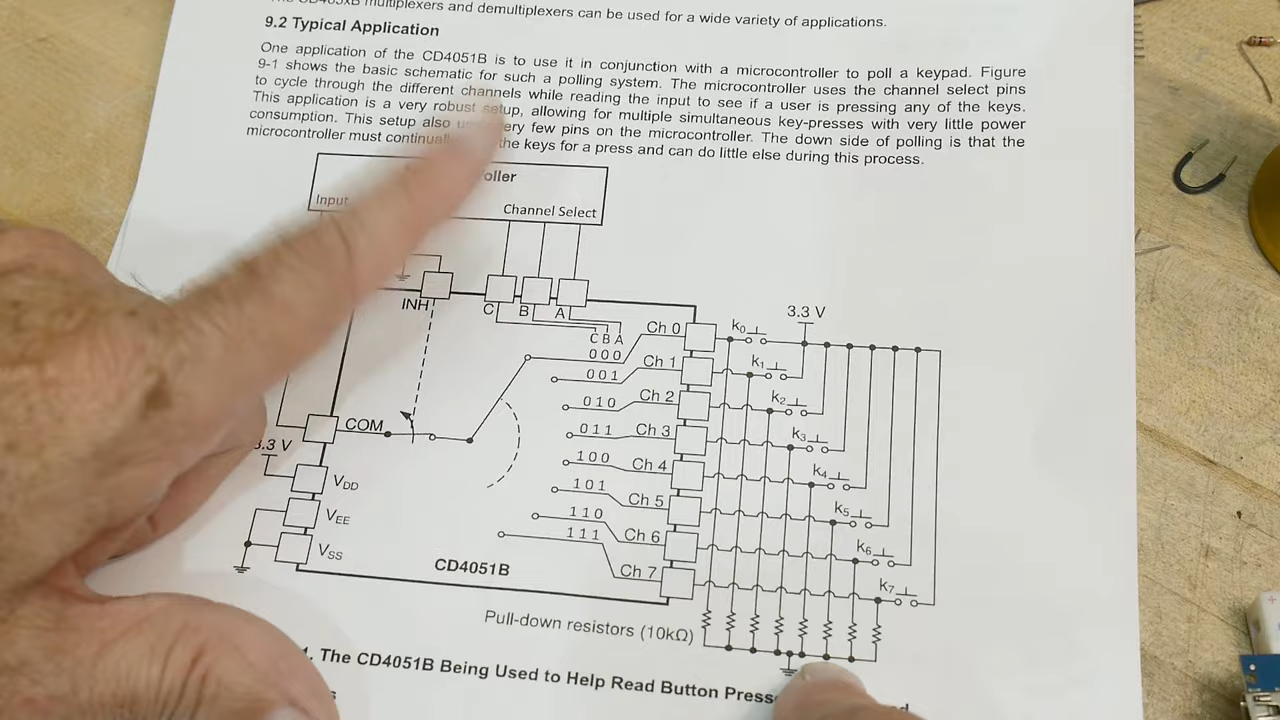 multiplexers and demultiplexers can be used for a wide variety of applications.
9.2 Typical Application
One application of the CD4051B is to use it in conjunction with a microcontroller to poll a keypad. Figure
9-1 shows the basic schematic for such a polling system. The microcontroller uses the channel select pins
to cycle through the different channels while reading the input to see if a user is pressing any of the keys.
This application is a very robust setup, allowing for multiple simultaneous key-presses with very little power
consumption. This setup also very few pins on the microcontroller. The down side of polling is that the
microcontroller must the keys for a press and can do little else during this process.
Input
Channel Select
INH
C B A
C B A
3.3 V
Ch 0 k0
0 0 0
Ch 1 k1
0 0 1
Ch 2 k2
0 1 0
Ch 3 k3
0 1 1
Ch 4 k4
1 0 0
Ch 5 k5
1 0 1
Ch 6 k6
1 1 0
Ch 7 k7
1 1 1
COM
3.3 V
VDD
VEE
VSS
CD4051B
Pull-down resistors (10kΩ)
The CD4051B Being Used to Help Read Button